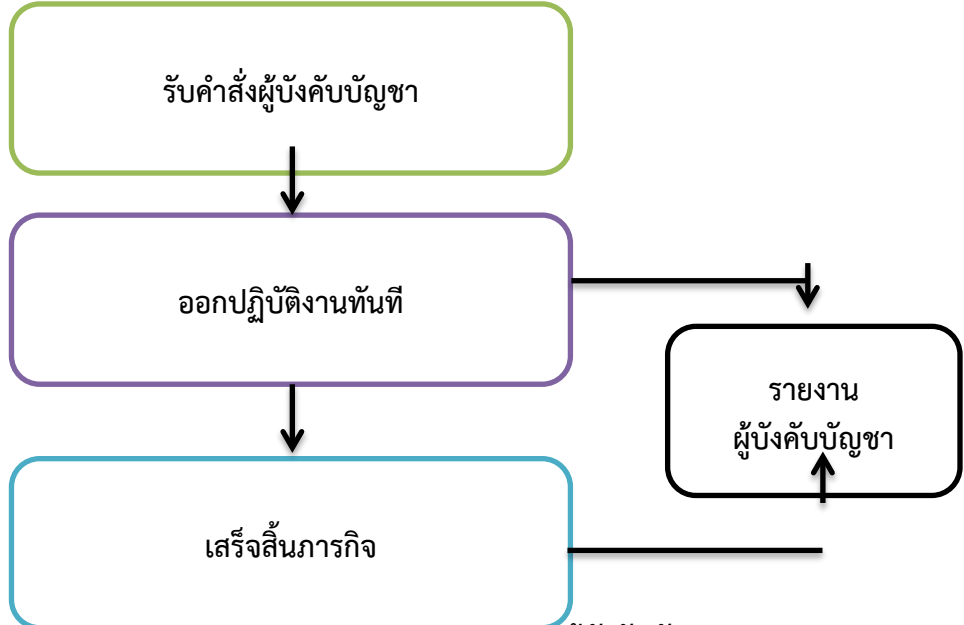 รับคำสั่งผู้บังคับบัญชา
ออกปฏิบัติงานทันที
รายงาน
ผู้บังคับบัญชา
เสร็จสิ้นภารกิจ